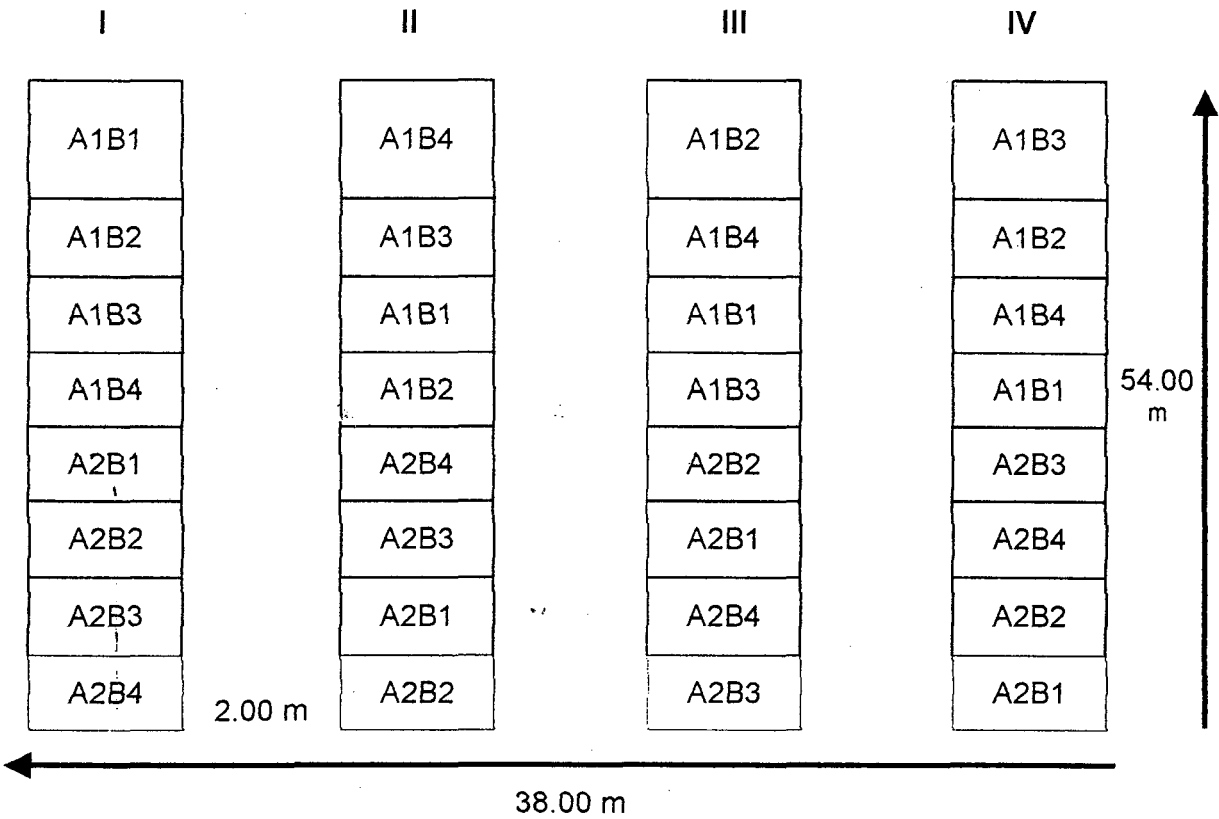 I II III IV
A1B1 A1B4 A1B2 A1B3
A1B2 A1B3 A1B4 A1B2
A1B3 A1B1 A1B1 A1B4
A1B4 A1B2 A1B3 A1B1
54.00
m
A2B1 A2B4 A2B2 A2B3
A2B2 A2B3 A2B1 A2B4
A2B3 A2B1 A2B4 A2B2
A2B4 A2B2 A2B3 A2B1
2.00 m
38.00 m